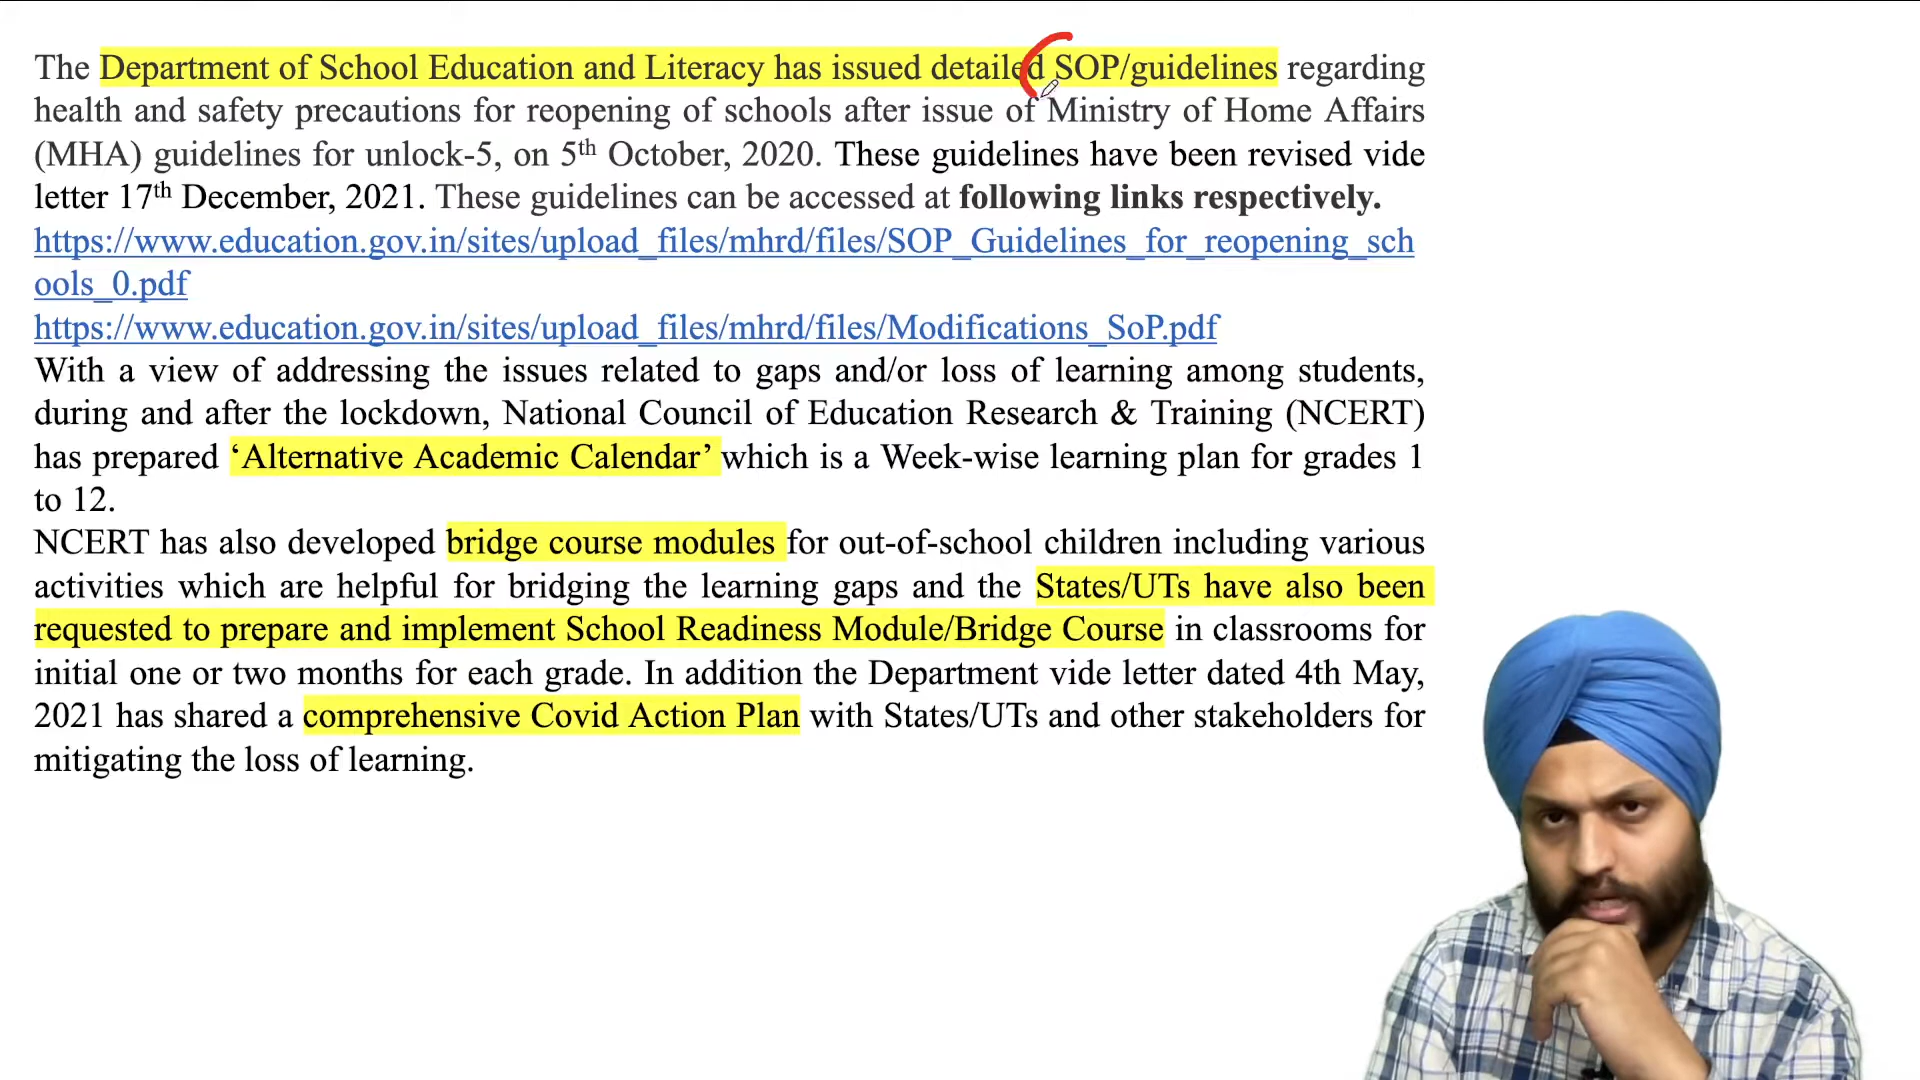 The Department of School Education and Literacy has issued detailed SOP/guidelines regarding
health and safety precautions for reopening of schools after issue of Ministry of Home Affairs
(MHA) guidelines for unlock-5, on 5th October, 2020. These guidelines have been revised vide
letter 17th December, 2021. These guidelines can be accessed at following links respectively.
https://www.education.gov.in/sites/upload_files/mhrd/files/SOP_Guidelines_for_reopening_sch
ools_0.pdf
https://www.education.gov.in/sites/upload_files/mhrd/files/Modifications_SoP.pdf
With a view of addressing the issues related to gaps and/or loss of learning among students,
during and after the lockdown, National Council of Education Research & Training (NCERT)
has prepared ‘Alternative Academic Calendar’ which is a Week-wise learning plan for grades 1
to 12.
NCERT has also developed bridge course modules for out-of-school children including various
activities which are helpful for bridging the learning gaps and the States/UTs have also been
requested to prepare and implement School Readiness Module/Bridge Course in classrooms for
initial one or two months for each grade. In addition the Department vide letter dated 4th May,
2021 has shared a comprehensive Covid Action Plan with States/UTs and other stakeholders for
mitigating the loss of learning.